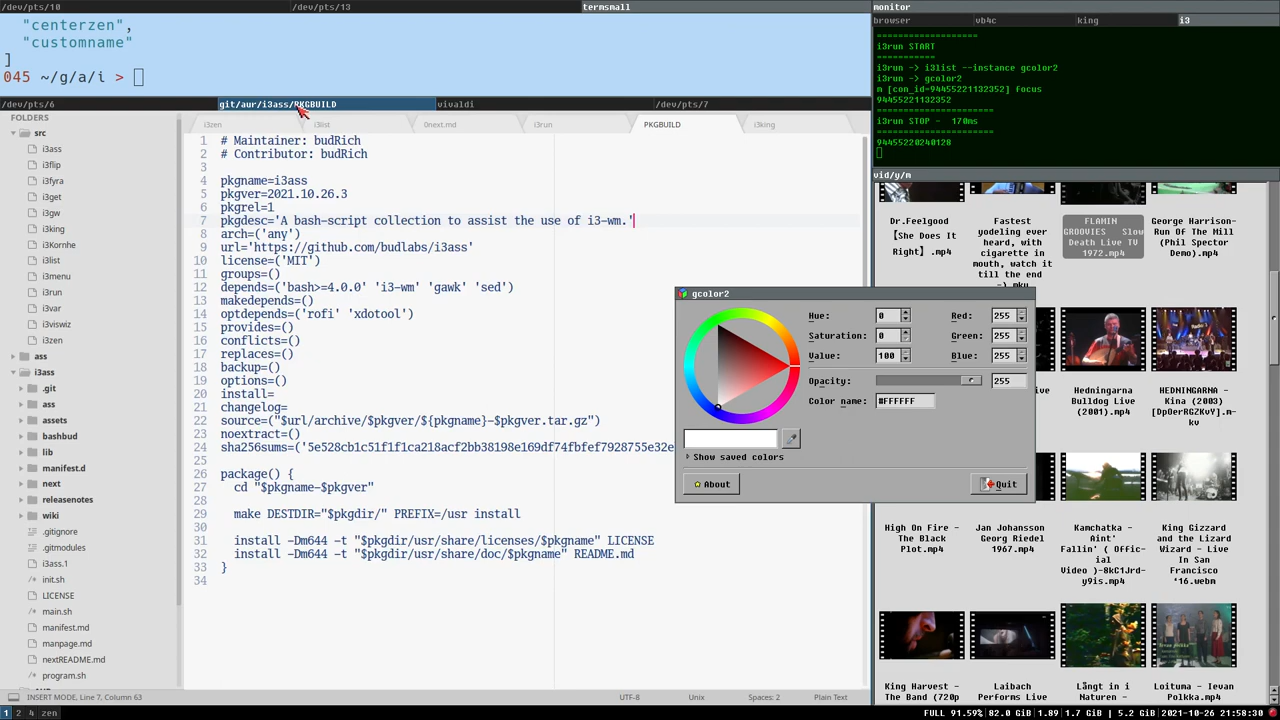 /dev/pts/10
/dev/pts/13
termsmall
"centerzen",
"customname"
]
045 ~/g/a/i >
/dev/pts/6
git/aur/i3ass/PKGBUILD
vivaldi
/dev/pts/7
FOLDERS
src
i3ass
i3flip
i3fyra
i3get
i3gw
i3king
i3Kornhe
i3list
i3menu
i3run
i3var
i3viswiz
i3zen
ass
i3ass
.git
ass
assets
bashbud
lib
manifest.d
next
releasenotes
wiki
.gitignore
.gitmodules
i3ass.1
init.sh
LICENSE
main.sh
manifest.md
manpage.md
nextREADME.md
program.sh
i3zen
i3list
0next.md
i3run
PKGBUILD
i3king
1 # Maintainer: budRich
2 # Contributor: budRich
3
4 pkgname=i3ass
5 pkgver=2021.10.26.3
6 pkgrel=1
7 pkgdesc='A bash-script collection to assist the use of i3-wm.'
8 arch=('any')
9 url='https://github.com/budlabs/i3ass'
10 license=('MIT')
11 groups=()
12 depends=('bash>=4.0.0' 'i3-wm' 'gawk' 'sed')
13 makedepends=()
14 optdepends=('rofi' 'xdotool')
15 provides=()
16 conflicts=()
17 replaces=()
18 backup=()
19 options=()
20 install=
21 changelog=
22 source=("$url/archive/$pkgver/${pkgname}-$pkgver.tar.gz")
23 noextract=()
24 sha256sums=('5e528cb1c51f1f1ca218acf2bb38198e169df74fbfef7928755e32e
25
26 package() {
27 cd "$pkgname-$pkgver"
28
29 make DESTDIR="$pkgdir/" PREFIX=/usr install
30
31 install -Dm644 -t "$pkgdir/usr/share/licenses/$pkgname" LICENSE
32 install -Dm644 -t "$pkgdir/usr/share/doc/$pkgname" README.md
33 }
34
INSERT MODE, Line 7, Column 63
UTF-8
Unix
Spaces: 2
Plain Text
gcolor2
Hue: 0
Red: 255
Saturation: 0
Green: 255
Value: 100
Blue: 255
Opacity: 255
Color name: #FFFFFF
Show saved colors
About
Quit
monitor
browser
vb4c
king
i3
===================
i3run START
===========
i3run -> i3list --instance gcolor2
i3run -> gcolor2
m [con_id=94455221132352] focus
94455221132352
======================
i3run STOP - 170ms
======================
94455220240128
vid/y/m
Dr.Feelgood
【She Does It
Right】.mp4
Fastest
yodeling ever
heard, with
cigarette in
mouth, watch it
till the end
FLAMIN
GROOVIES Slow
Death Live TV
1972.mp4
George Harrison-
Run Of The Hill
(Phil Spector
Demo).mp4
Hedningarna
Bulldog Live
(2001).mp4
HEDNINGARNA -
Kina (2003)
[DpOerRGZKvY].m-
kv
High On Fire -
The Black
Plot.mp4
Jan Johansson
Georg Riedel
1967.mp4
Kamchatka -
Aint'
Fallin' ( Offic-
ial
Video )-8kC1Jrd-
y9is.mp4
King Gizzard
and the Lizard
Wizard - Live
In San
Francisco
'16.webm
King Harvest -
The Band (720p
Laibach
Performs Live
Långt in i
Naturen -
Loituma - Ievan
Polkka.mp4
1 2 4 zen
FULL 91.59% | 82.0 GiB | 1.89 | 1.7 GiB | 5.2 GiB | 2021-10-26 21:58:30